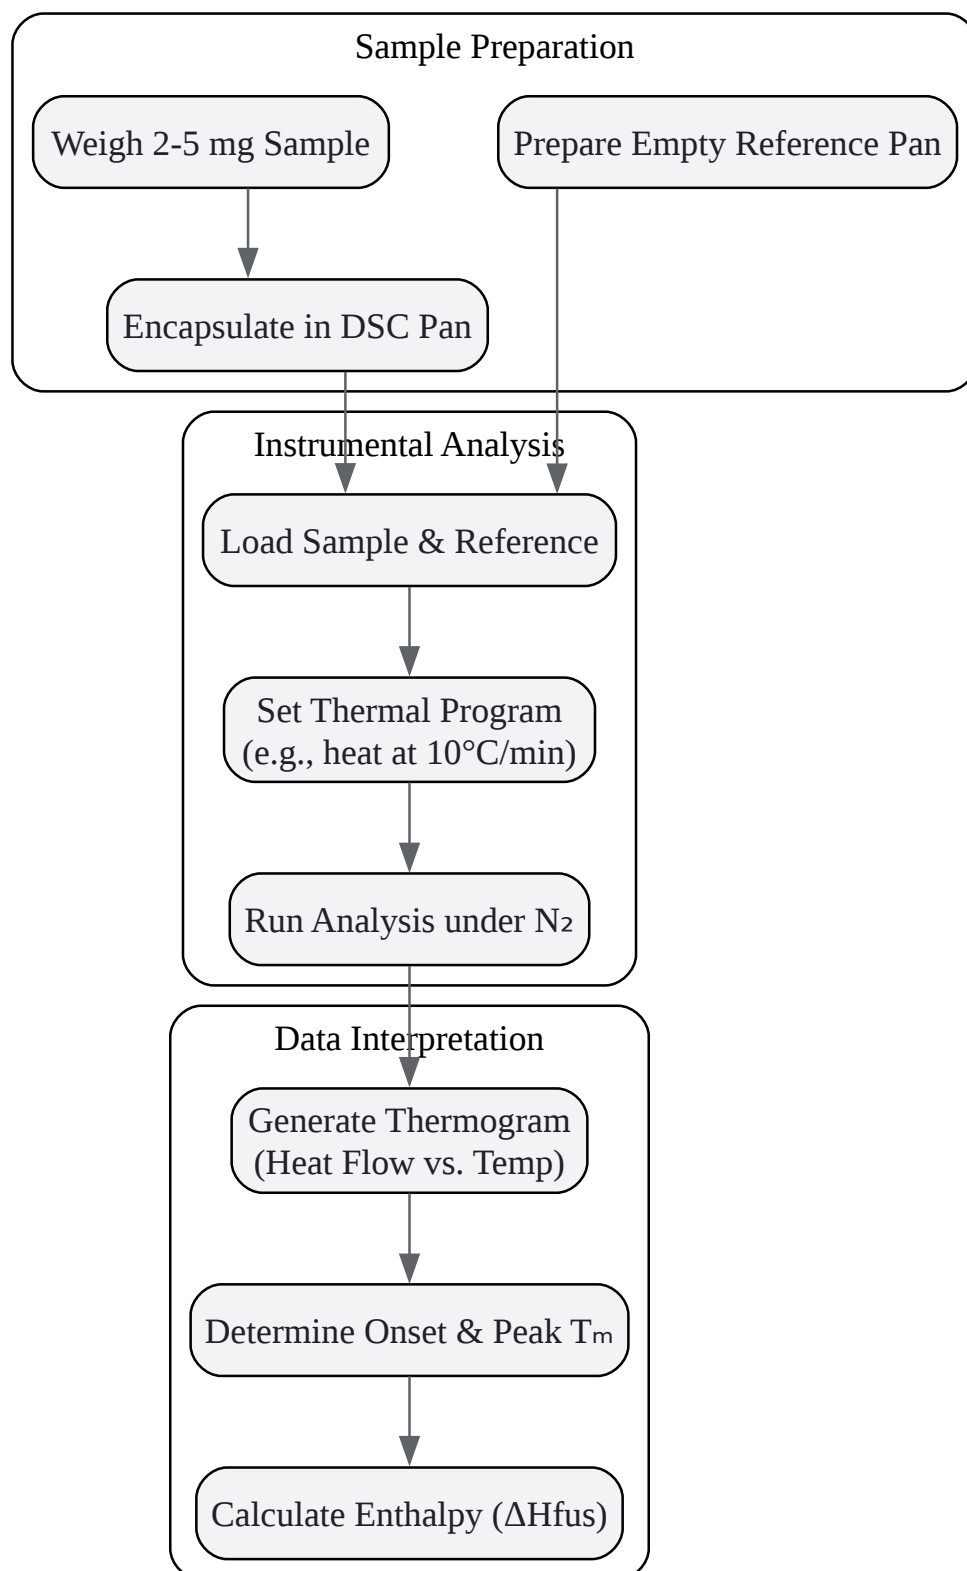 Sample Preparation
Weigh 2-5 mg Sample
Prepare Empty Reference Pan
Encapsulate in DSC Pan
Instrumental Analysis
Load Sample & Reference
Set Thermal Program
(e.g., heat at 10°C/min)
Run Analysis under N₂
Data Interpretation
Generate Thermogram
(Heat Flow vs. Temp)
Determine Onset & Peak Tₘ
Calculate Enthalpy (ΔHfus)